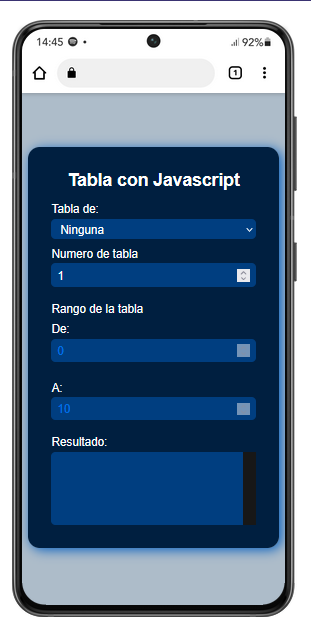 14:45
92%
1
Tabla con Javascript
Tabla de:
Ninguna
Numero de tabla
1
Rango de la tabla
De:
0
A:
10
Resultado: